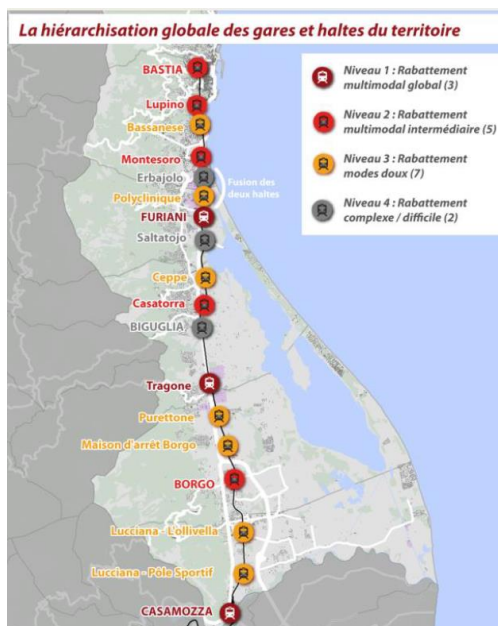 La hiérarchisation globale des gares et haltes du territoire
Niveau 1 : Rabattement
multimodal global (3)
Niveau 2 : Rabattement
multimodal intermédiaire (5)
Niveau 3 : Rabattement
modes doux (7)
Niveau 4 : Rabattement
complexe / difficile (2)
BASTIA
Lupino
Bassanese
Montesoro
Erbajolo
Fusion des
deux haltes
Polyclinique
FURIANI
Saltatojo
Ceppe
Casatorra
BIGUGLIA
Tragone
Purettone
Maison d'arrêt Borgo
BORGO
Lucciana - L'ollivella
Lucciana - Pôle Sportif
CASAMOZZA